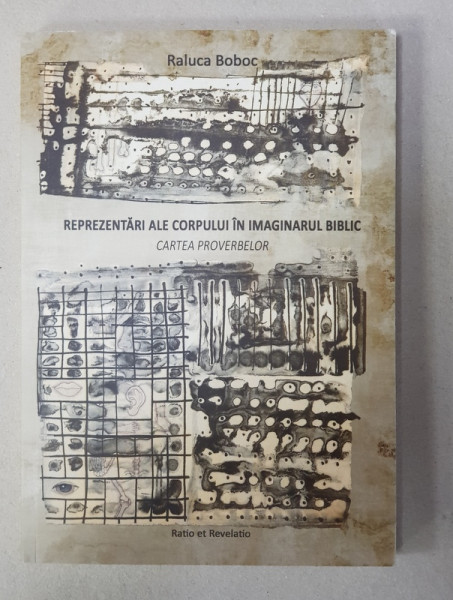 Raluca Boboc
REPREZENTĂRI ALE CORPULUI ÎN IMAGINARUL BIBLIC
CARTEA PROVERBELOR
Ratio et Revelatio